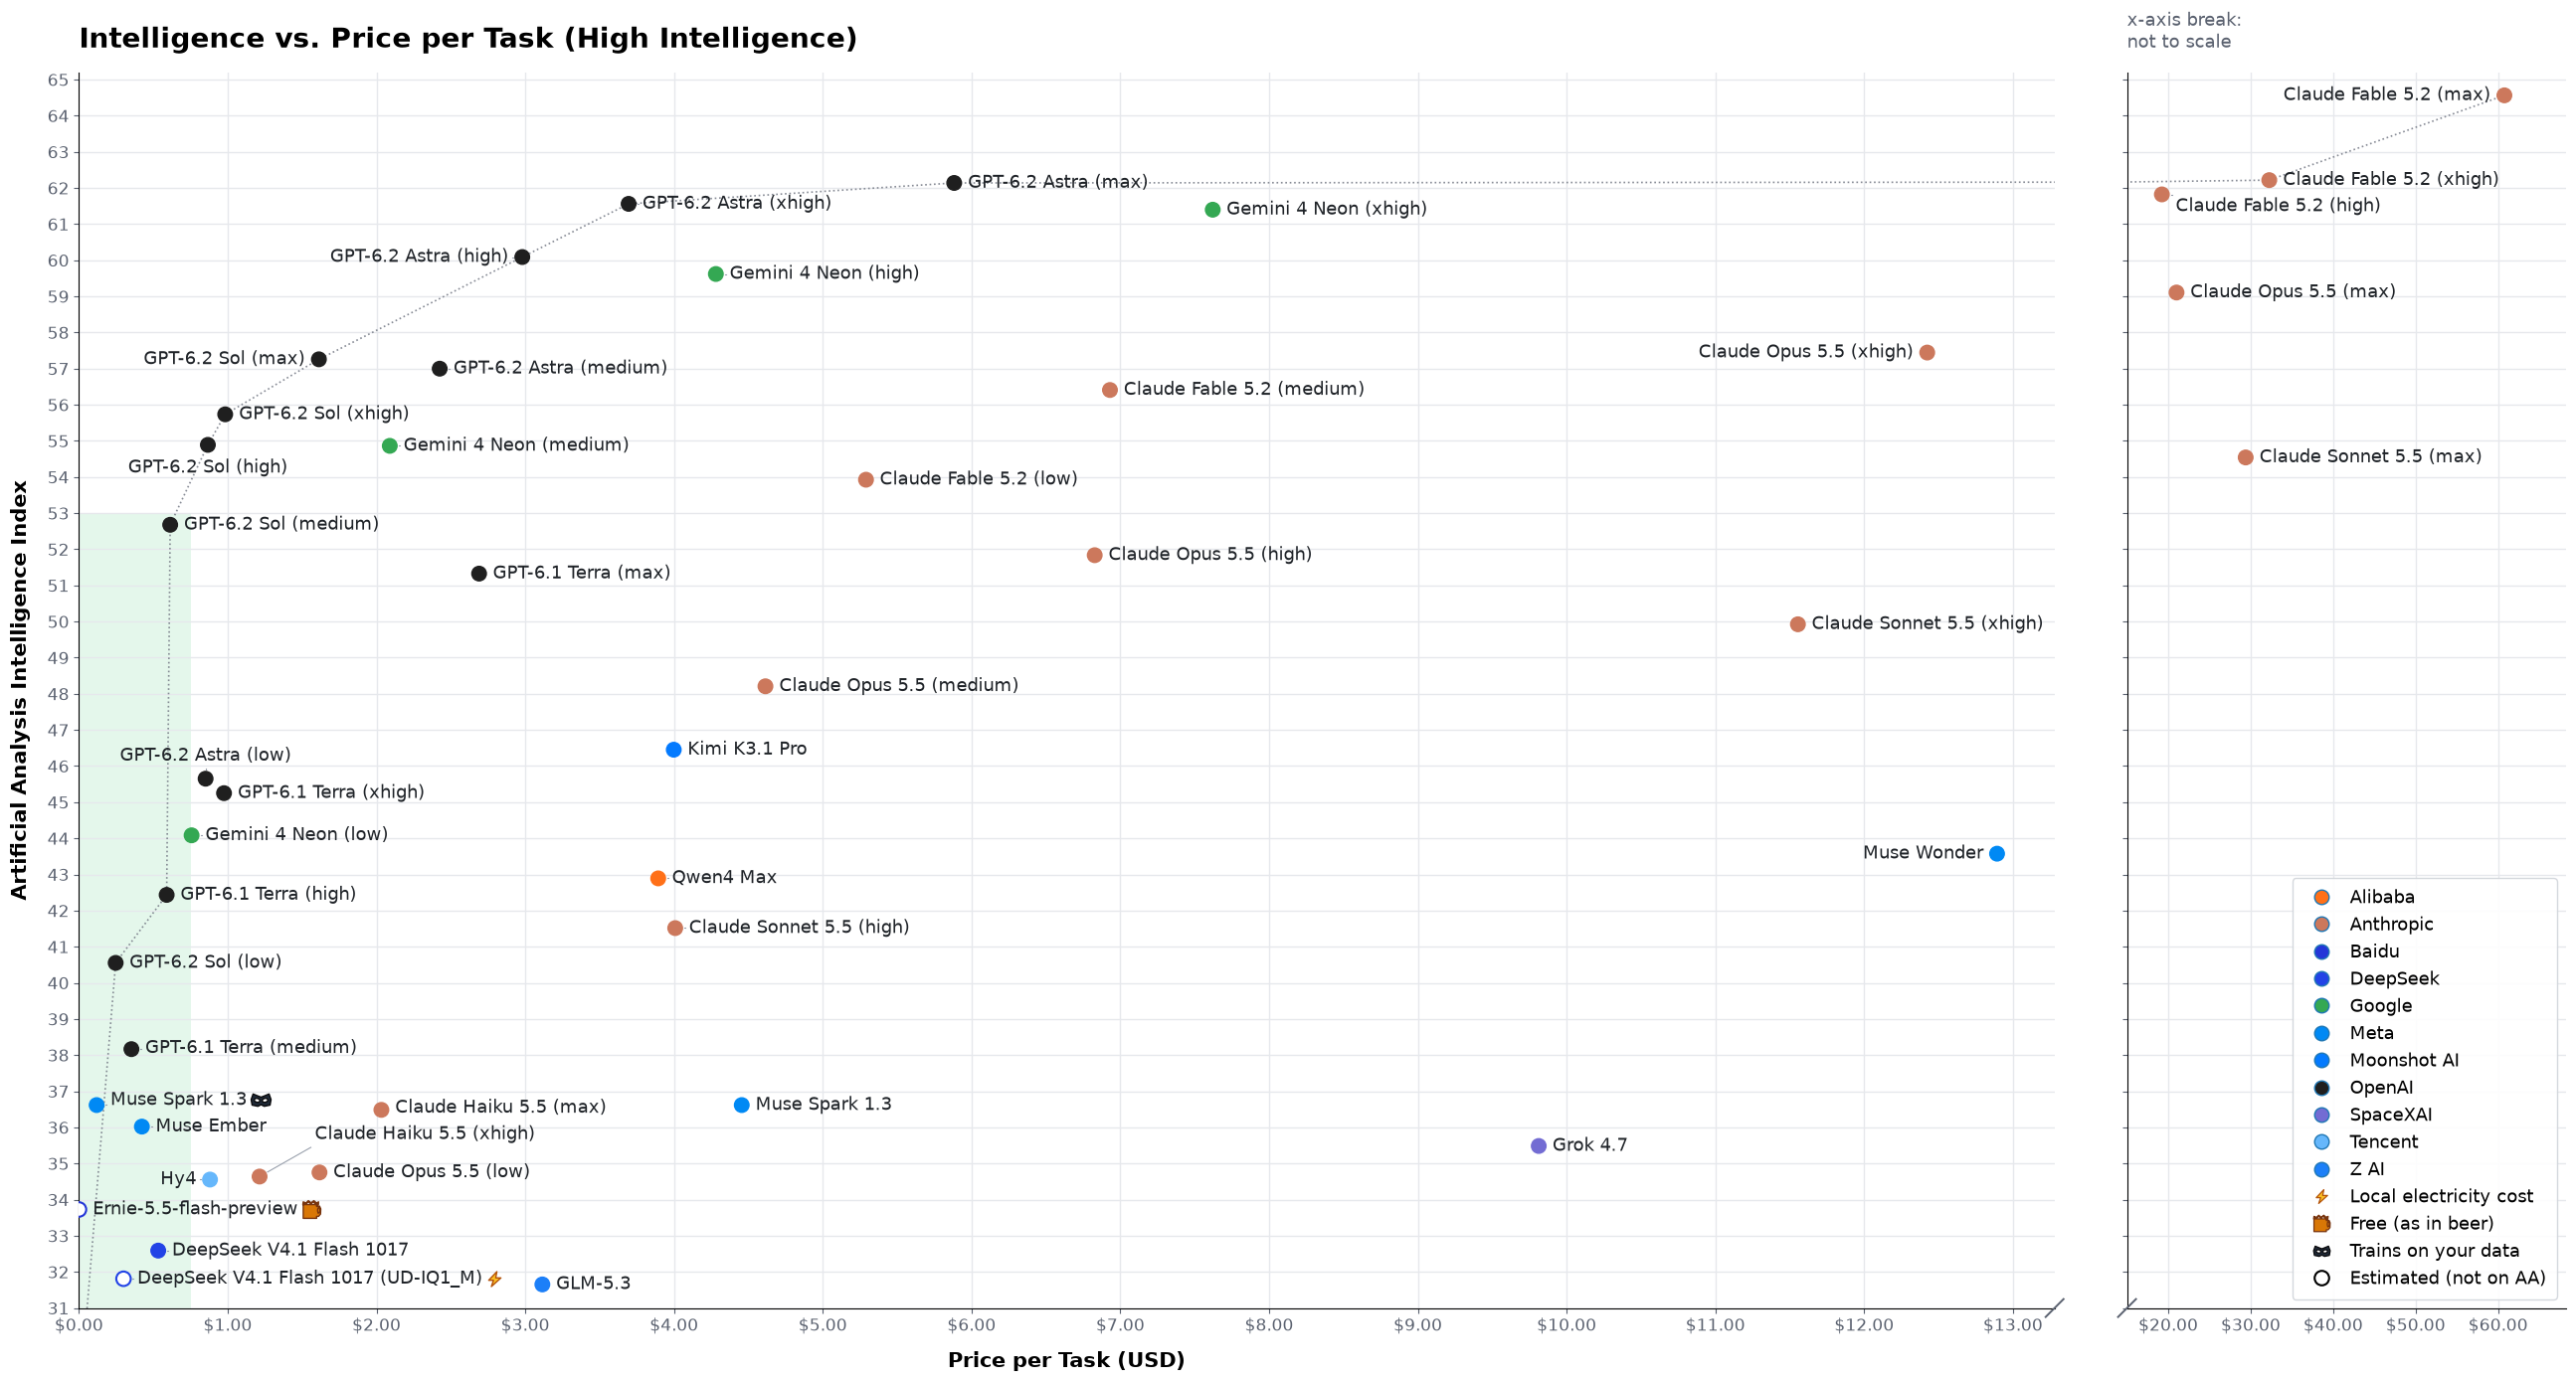 Intelligence vs. Price per Task (High Intelligence)
x-axis break:
not to scale
Artificial Analysis Intelligence Index
65
64
63
62
61
60
59
58
57
56
55
54
53
52
51
50
49
48
47
46
45
44
43
42
41
40
39
38
37
36
35
34
33
32
31
Claude Fable 5.2 (max)
GPT-6.2 Astra (max)
Claude Fable 5.2 (xhigh)
GPT-6.2 Astra (xhigh)
Gemini 4 Neon (xhigh)
Claude Fable 5.2 (high)
GPT-6.2 Astra (high)
Gemini 4 Neon (high)
Claude Opus 5.5 (max)
GPT-6.2 Sol (max)
GPT-6.2 Astra (medium)
Claude Opus 5.5 (xhigh)
Claude Fable 5.2 (medium)
GPT-6.2 Sol (xhigh)
Gemini 4 Neon (medium)
GPT-6.2 Sol (high)
Claude Sonnet 5.5 (max)
Claude Fable 5.2 (low)
GPT-6.2 Sol (medium)
Claude Opus 5.5 (high)
GPT-6.1 Terra (max)
Claude Sonnet 5.5 (xhigh)
Claude Opus 5.5 (medium)
GPT-6.2 Astra (low)
Kimi K3.1 Pro
GPT-6.1 Terra (xhigh)
Gemini 4 Neon (low)
Muse Wonder
Qwen4 Max
GPT-6.1 Terra (high)
Claude Sonnet 5.5 (high)
GPT-6.2 Sol (low)
GPT-6.1 Terra (medium)
Muse Spark 1.3
Claude Haiku 5.5 (max)
Muse Spark 1.3
Muse Ember
Claude Haiku 5.5 (xhigh)
Grok 4.7
Hy4
Claude Opus 5.5 (low)
Ernie-5.5-flash-preview
DeepSeek V4.1 Flash 1017
DeepSeek V4.1 Flash 1017 (UD-IQ1_M)
GLM-5.3
Alibaba
Anthropic
Baidu
DeepSeek
Google
Meta
Moonshot AI
OpenAI
SpaceXAI
Tencent
Z AI
Local electricity cost
Free (as in beer)
Trains on your data
Estimated (not on AA)
$0.00 $1.00 $2.00 $3.00 $4.00 $5.00 $6.00 $7.00 $8.00 $9.00 $10.00 $11.00 $12.00 $13.00 $20.00 $30.00 $40.00 $50.00 $60.00
Price per Task (USD)